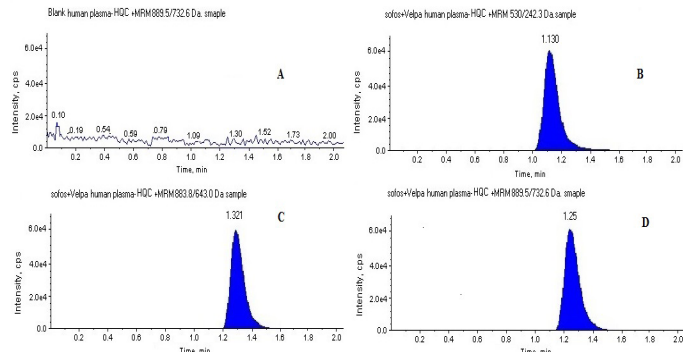 Blank human plasma-HQC +MRM889.5/732.6 Da. smaple
A
Intensity, cps
6.0e4
4.0e4
2.0e4
0.0
0.10
0.19
0.54
0.59
0.79
1.09
1.30
1.52
1.73
2.00
0.2 0.4 0.6 0.8 1.0 1.2 1.4 1.6 1.8 2.0
Time, min
sofos+Velpa human plasma-HQC +MRM 530/242.3 Da.sample
B
1.130
Intensity, cps
6.0e4
4.0e4
2.0e4
0.0
0.2 0.4 0.6 0.8 1.0 1.2 1.4 1.6 1.8 2.0
Time, min
sofos+Velpa human plasma-HQC +MRM883.8/643.0 Da sample
C
1.321
Intensity, cps
6.0e4
4.0e4
2.0e4
0.0
0.2 0.4 0.6 0.8 1.0 1.2 1.4 1.6 1.8 2.0
Time, min
sofos+Velpa human plasma-HQC +MRM889.5/732.6 Da. smaple
D
1.25
Intensity, cps
6.0e4
4.0e4
2.0e4
0.0
0.2 0.4 0.6 0.8 1.0 1.2 1.4 1.6 1.8 2.0
Time, min